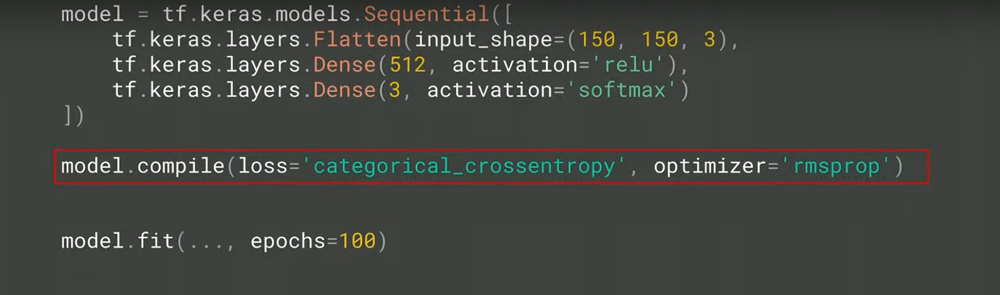 model = tf.keras.models.Sequential([
    tf.keras.layers.Flatten(input_shape=(150, 150, 3),
    tf.keras.layers.Dense(512, activation='relu'),
    tf.keras.layers.Dense(3, activation='softmax')
])
model.compile(loss='categorical_crossentropy', optimizer='rmsprop')
model.fit(..., epochs=100)